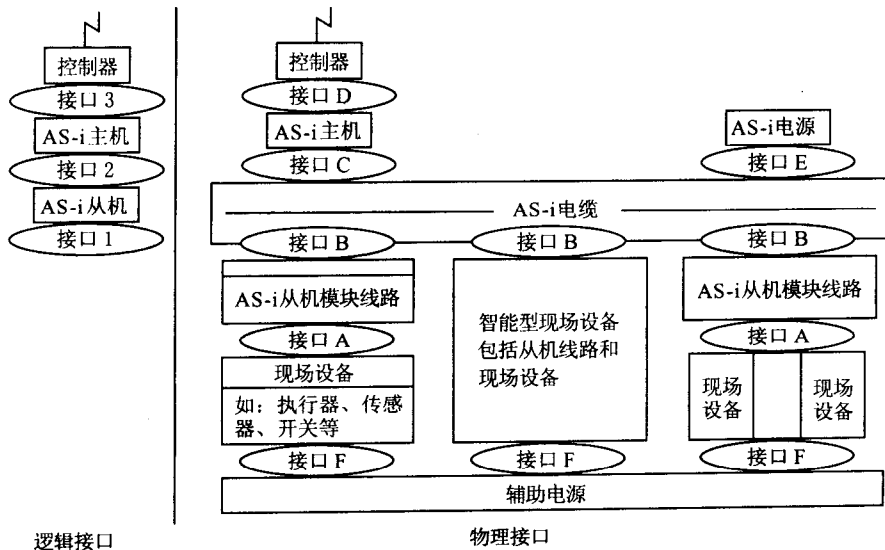 控制器
接口 3
AS-i主机
接口 2
AS-i从机
接口 1
逻辑接口
控制器
接口 D
AS-i主机
接口 C
AS-i电源
接口 E
AS-i电缆
接口 B
接口 B
接口 B
AS-i从机模块线路
接口 A
现场设备
如：执行器、传感
器、开关等
接口 F
智能型现场设备
包括从机线路和
现场设备
接口 F
AS-i从机模块线路
接口 A
现场
设备
现场
设备
接口 F
辅助电源
物理接口